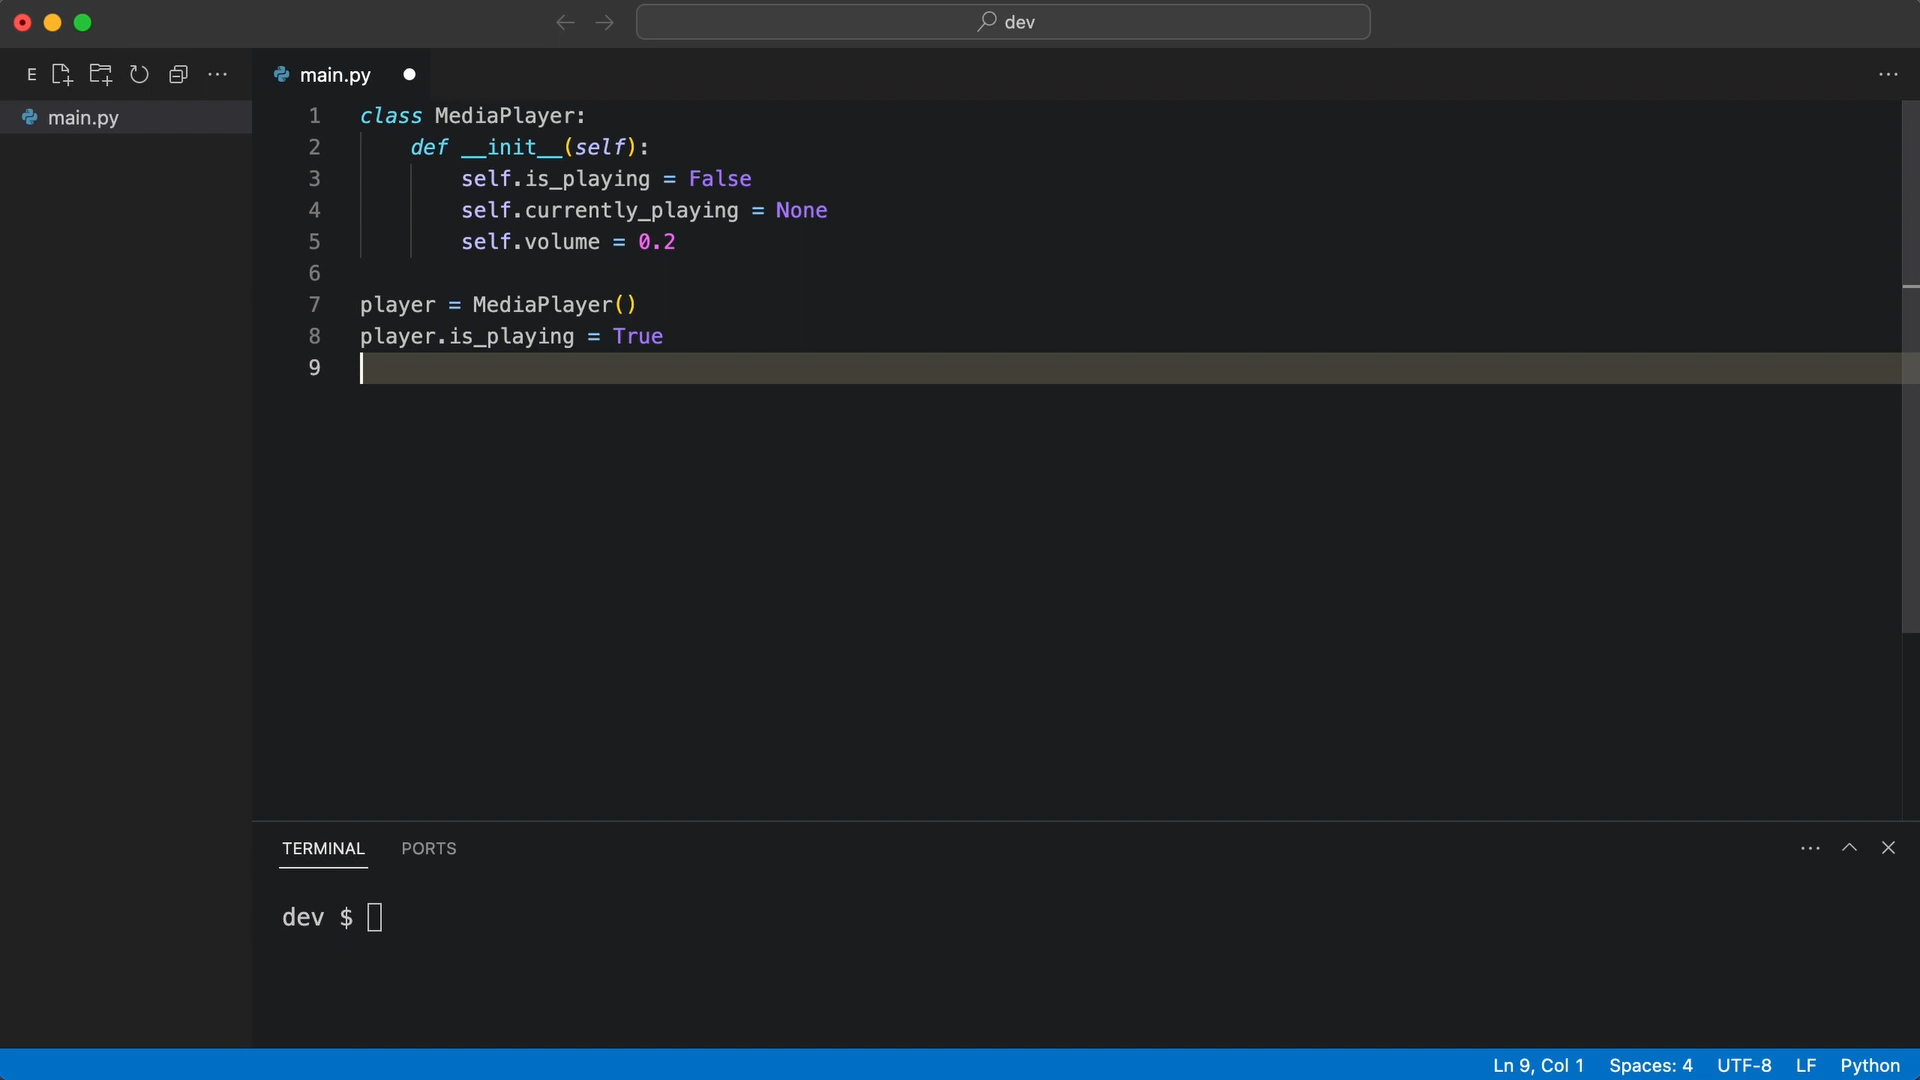 dev
E
main.py
main.py
1 class MediaPlayer:
2     def __init__(self):
3         self.is_playing = False
4         self.currently_playing = None
5         self.volume = 0.2
6
7 player = MediaPlayer()
8 player.is_playing = True
9
TERMINAL PORTS
dev $
Ln 9, Col 1 Spaces: 4 UTF-8 LF Python